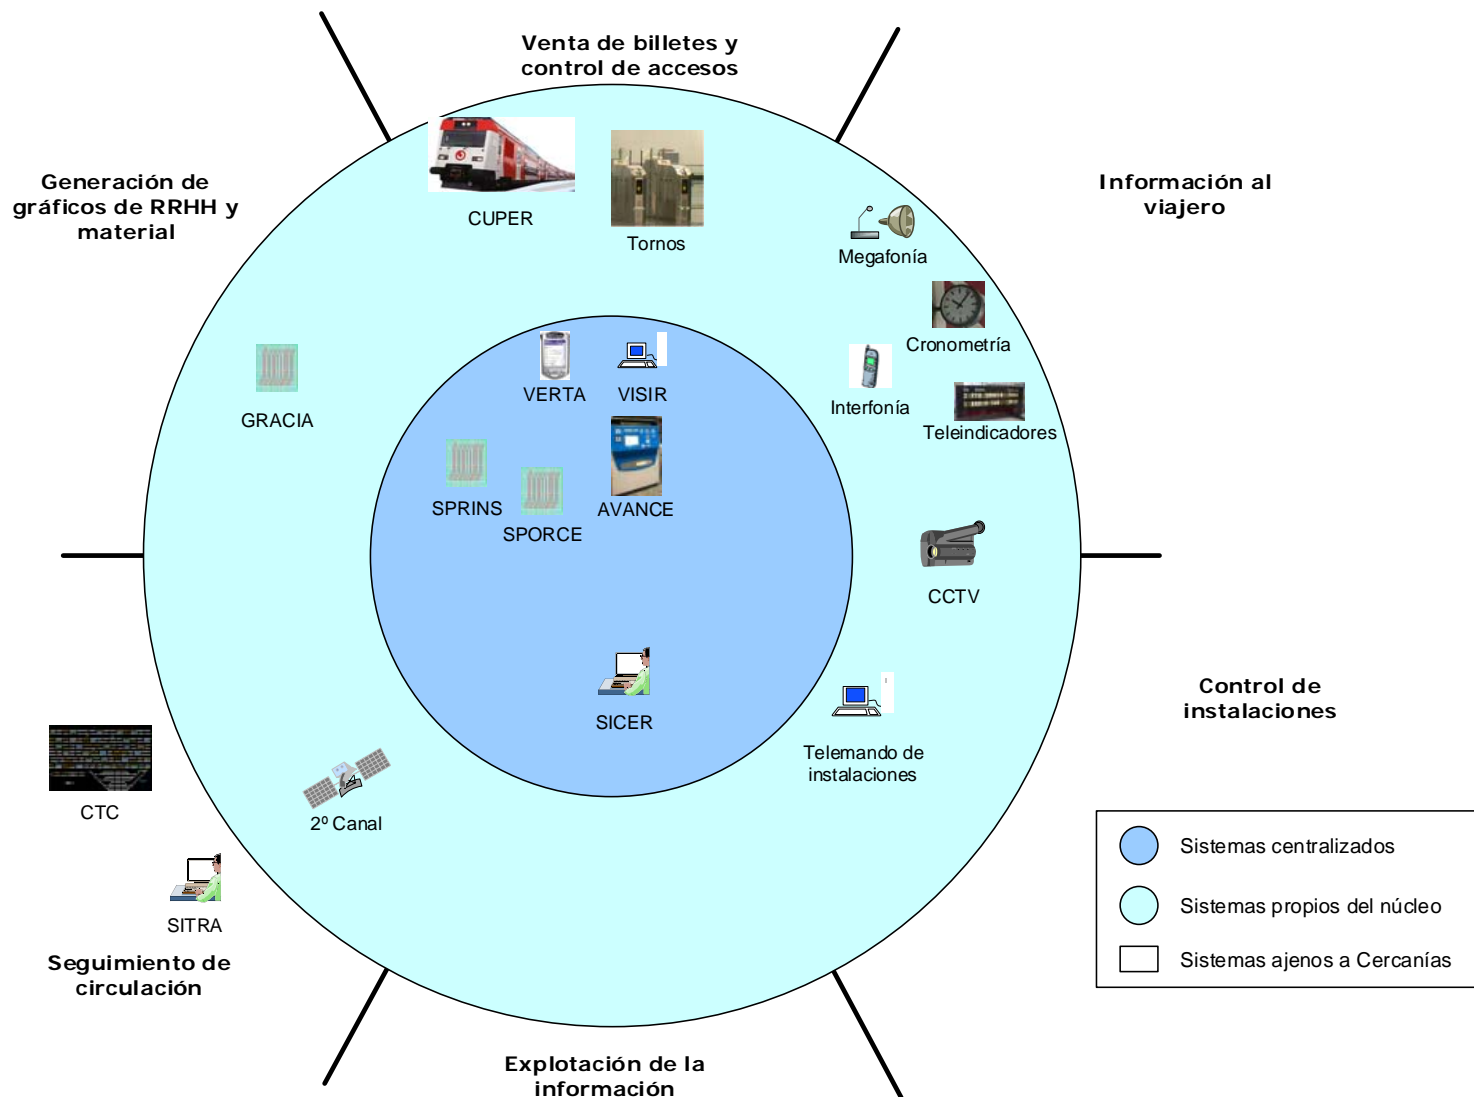 Venta de billetes y
control de accesos
Generación de
gráficos de RRHH y
material
Información al
viajero
CUPER
Tornos
Megafonía
Cronometría
Interfonía
Teleindicadores
GRACIA
VERTA
VISIR
SPRINS
SPORCE
AVANCE
CCTV
SICER
Telemando de
instalaciones
Control de
instalaciones
CTC
2º Canal
SITRA
Seguimiento de
circulación
Explotación de la
información
Sistemas centralizados
Sistemas propios del núcleo
Sistemas ajenos a Cercanías